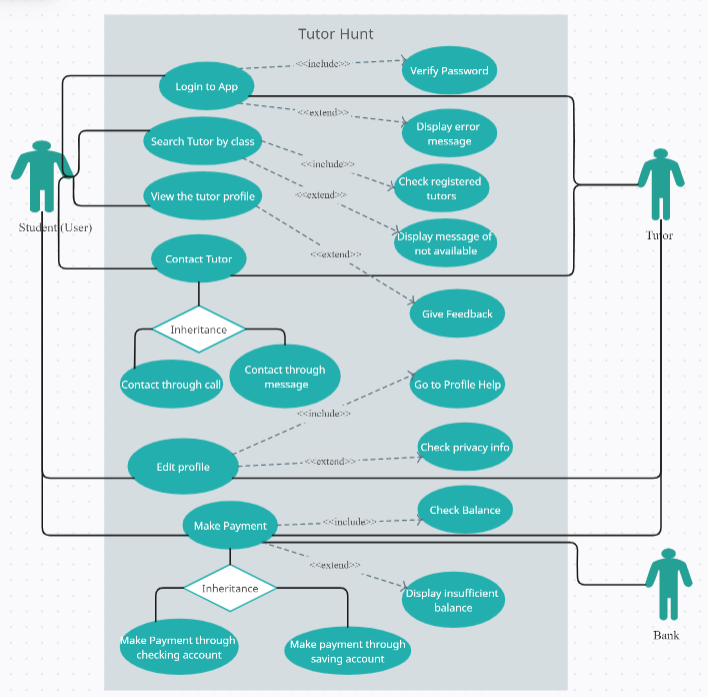 Tutor Hunt
<<include>>
Verify Password
Login to App
<<extend>>
Display error
message
Search Tutor by class
<<include>>
Check registered
tutors
View the tutor profile
<<extend>>
Display message of
not available
Student (User)
Tutor
Contact Tutor
<<extend>>
Give Feedback
Inheritance
Contact through call
Contact through
message
Go to Profile Help
<<include>>
Check privacy info
Edit profile
<<extend>>
Check Balance
Make Payment
<<include>>
<<extend>>
Inheritance
Display insufficient
balance
Bank
Make Payment through
checking account
Make payment through
saving account